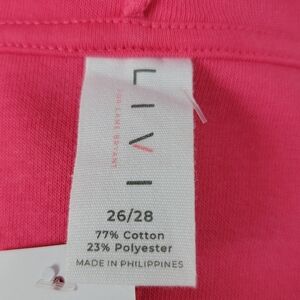 LIVI
FOR LANE BRYANT
26/28
77% Cotton
23% Polyester
MADE IN PHILIPPINES